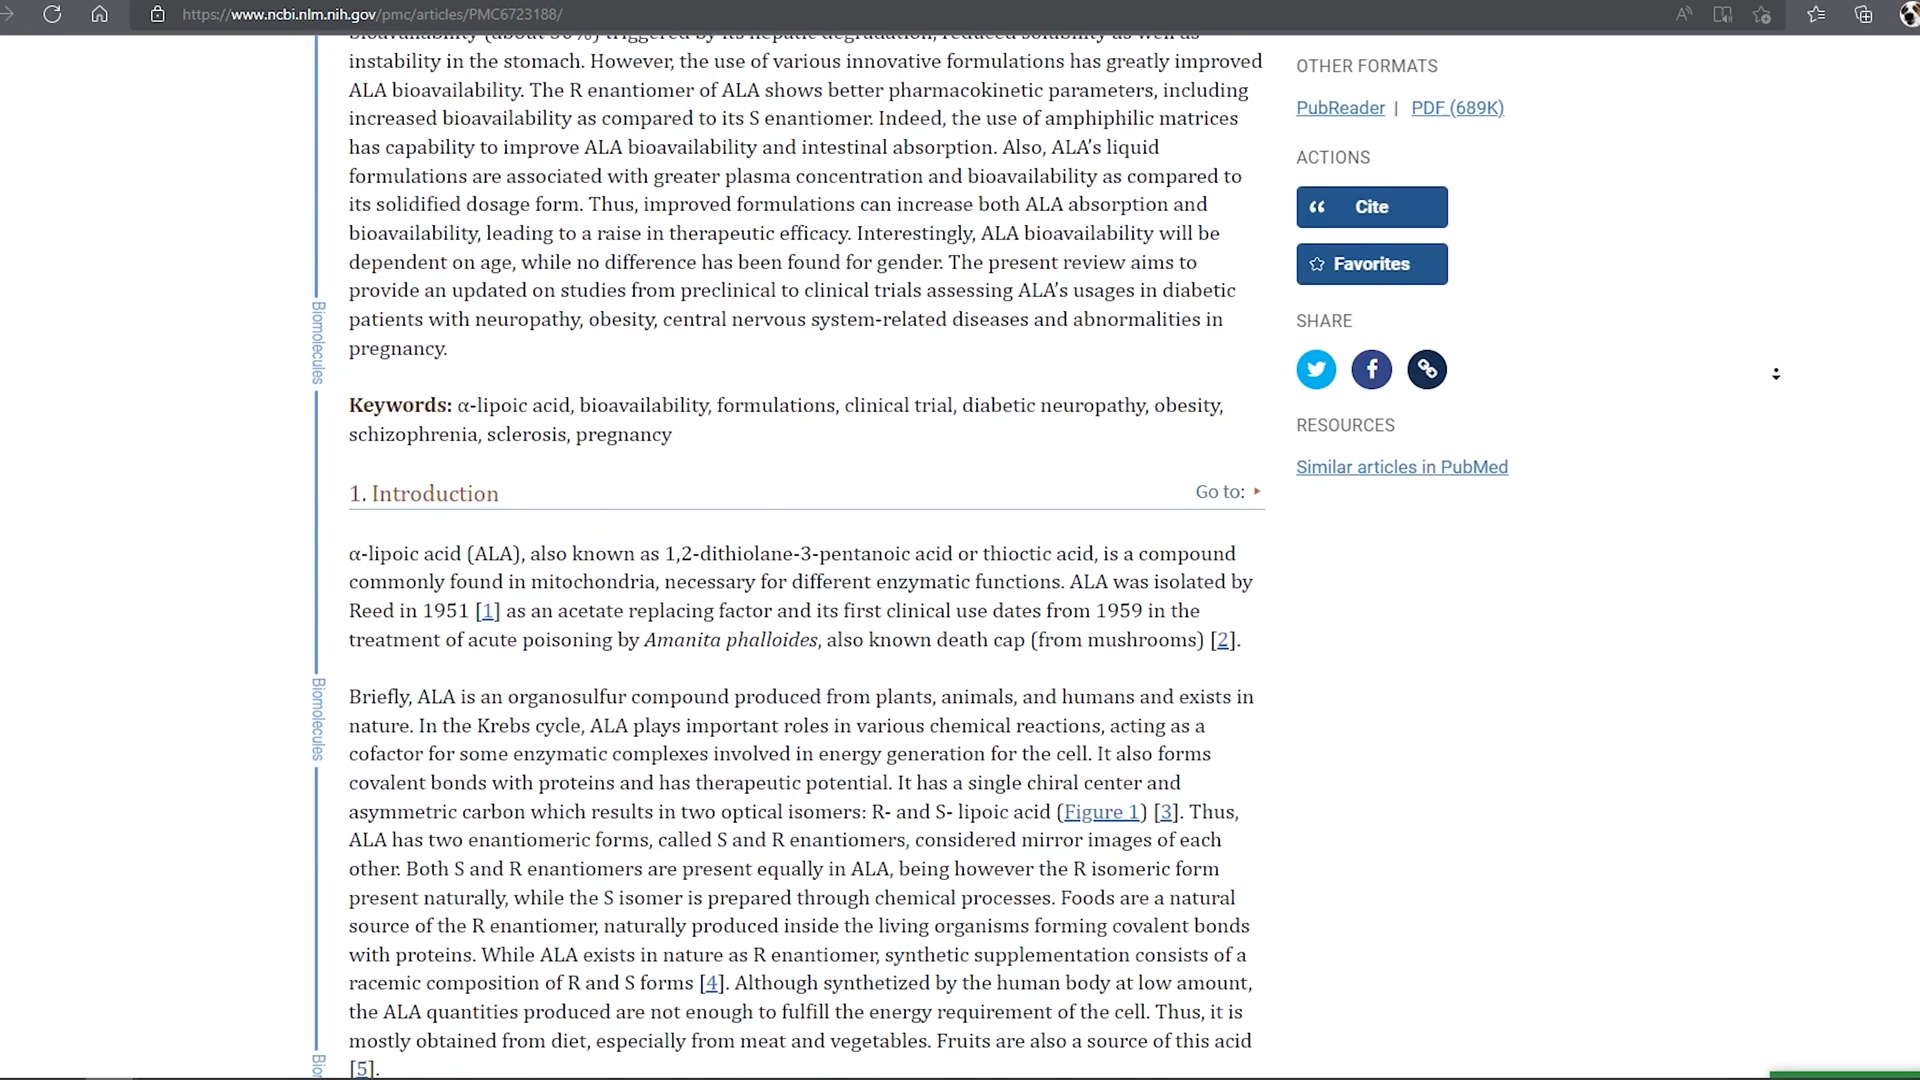 https://www.ncbi.nlm.nih.gov/pmc/articles/PMC6723188/
bioavailability (about 30%) triggered by its hepatic degradation, reduced solubility as well as
instability in the stomach. However, the use of various innovative formulations has greatly improved
ALA bioavailability. The R enantiomer of ALA shows better pharmacokinetic parameters, including
increased bioavailability as compared to its S enantiomer. Indeed, the use of amphiphilic matrices
has capability to improve ALA bioavailability and intestinal absorption. Also, ALA’s liquid
formulations are associated with greater plasma concentration and bioavailability as compared to
its solidified dosage form. Thus, improved formulations can increase both ALA absorption and
bioavailability, leading to a raise in therapeutic efficacy. Interestingly, ALA bioavailability will be
dependent on age, while no difference has been found for gender. The present review aims to
provide an updated on studies from preclinical to clinical trials assessing ALA’s usages in diabetic
patients with neuropathy, obesity, central nervous system-related diseases and abnormalities in
pregnancy.
Keywords: α-lipoic acid, bioavailability, formulations, clinical trial, diabetic neuropathy, obesity,
schizophrenia, sclerosis, pregnancy
1. Introduction
Go to:
α-lipoic acid (ALA), also known as 1,2-dithiolane-3-pentanoic acid or thioctic acid, is a compound
commonly found in mitochondria, necessary for different enzymatic functions. ALA was isolated by
Reed in 1951 [1] as an acetate replacing factor and its first clinical use dates from 1959 in the
treatment of acute poisoning by Amanita phalloides, also known death cap (from mushrooms) [2].
Briefly, ALA is an organosulfur compound produced from plants, animals, and humans and exists in
nature. In the Krebs cycle, ALA plays important roles in various chemical reactions, acting as a
cofactor for some enzymatic complexes involved in energy generation for the cell. It also forms
covalent bonds with proteins and has therapeutic potential. It has a single chiral center and
asymmetric carbon which results in two optical isomers: R- and S- lipoic acid (Figure 1) [3]. Thus,
ALA has two enantiomeric forms, called S and R enantiomers, considered mirror images of each
other. Both S and R enantiomers are present equally in ALA, being however the R isomeric form
present naturally, while the S isomer is prepared through chemical processes. Foods are a natural
source of the R enantiomer, naturally produced inside the living organisms forming covalent bonds
with proteins. While ALA exists in nature as R enantiomer, synthetic supplementation consists of a
racemic composition of R and S forms [4]. Although synthetized by the human body at low amount,
the ALA quantities produced are not enough to fulfill the energy requirement of the cell. Thus, it is
mostly obtained from diet, especially from meat and vegetables. Fruits are also a source of this acid
[5].
Biomolecules
Biomolecules
Bio
OTHER FORMATS
PubReader | PDF (689K)
ACTIONS
Cite
Favorites
SHARE
RESOURCES
Similar articles in PubMed